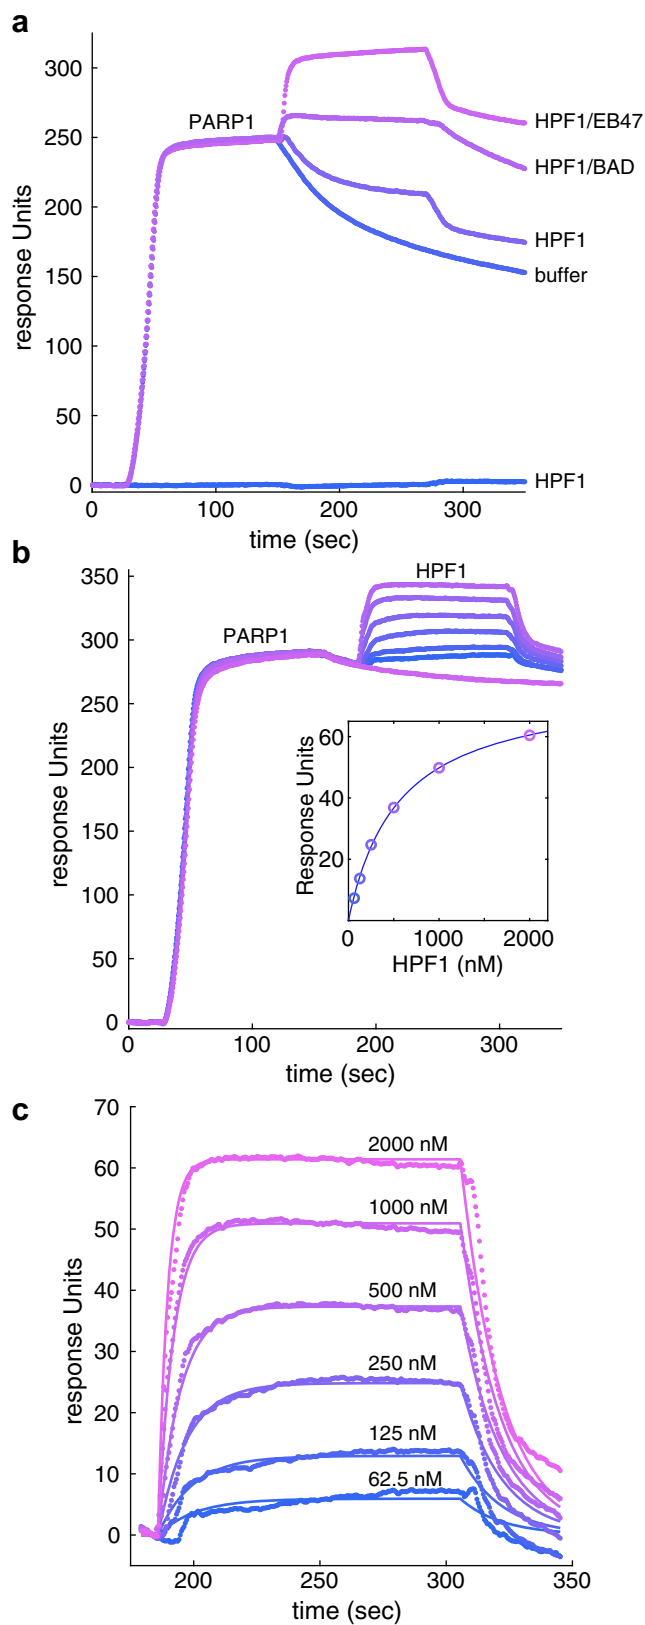 a
300
250
200
150
100
50
0
response Units
PARP1
HPF1/EB47
HPF1/BAD
HPF1
buffer
HPF1
0 100 200 300
time (sec)
b
350
300
250
200
150
100
50
0
response Units
PARP1
HPF1
60
40
20
Response Units
0 1000 2000
HPF1 (nM)
0 100 200 300
time (sec)
c
70
60
50
40
30
20
10
0
response Units
2000 nM
1000 nM
500 nM
250 nM
125 nM
62.5 nM
200 250 300 350
time (sec)